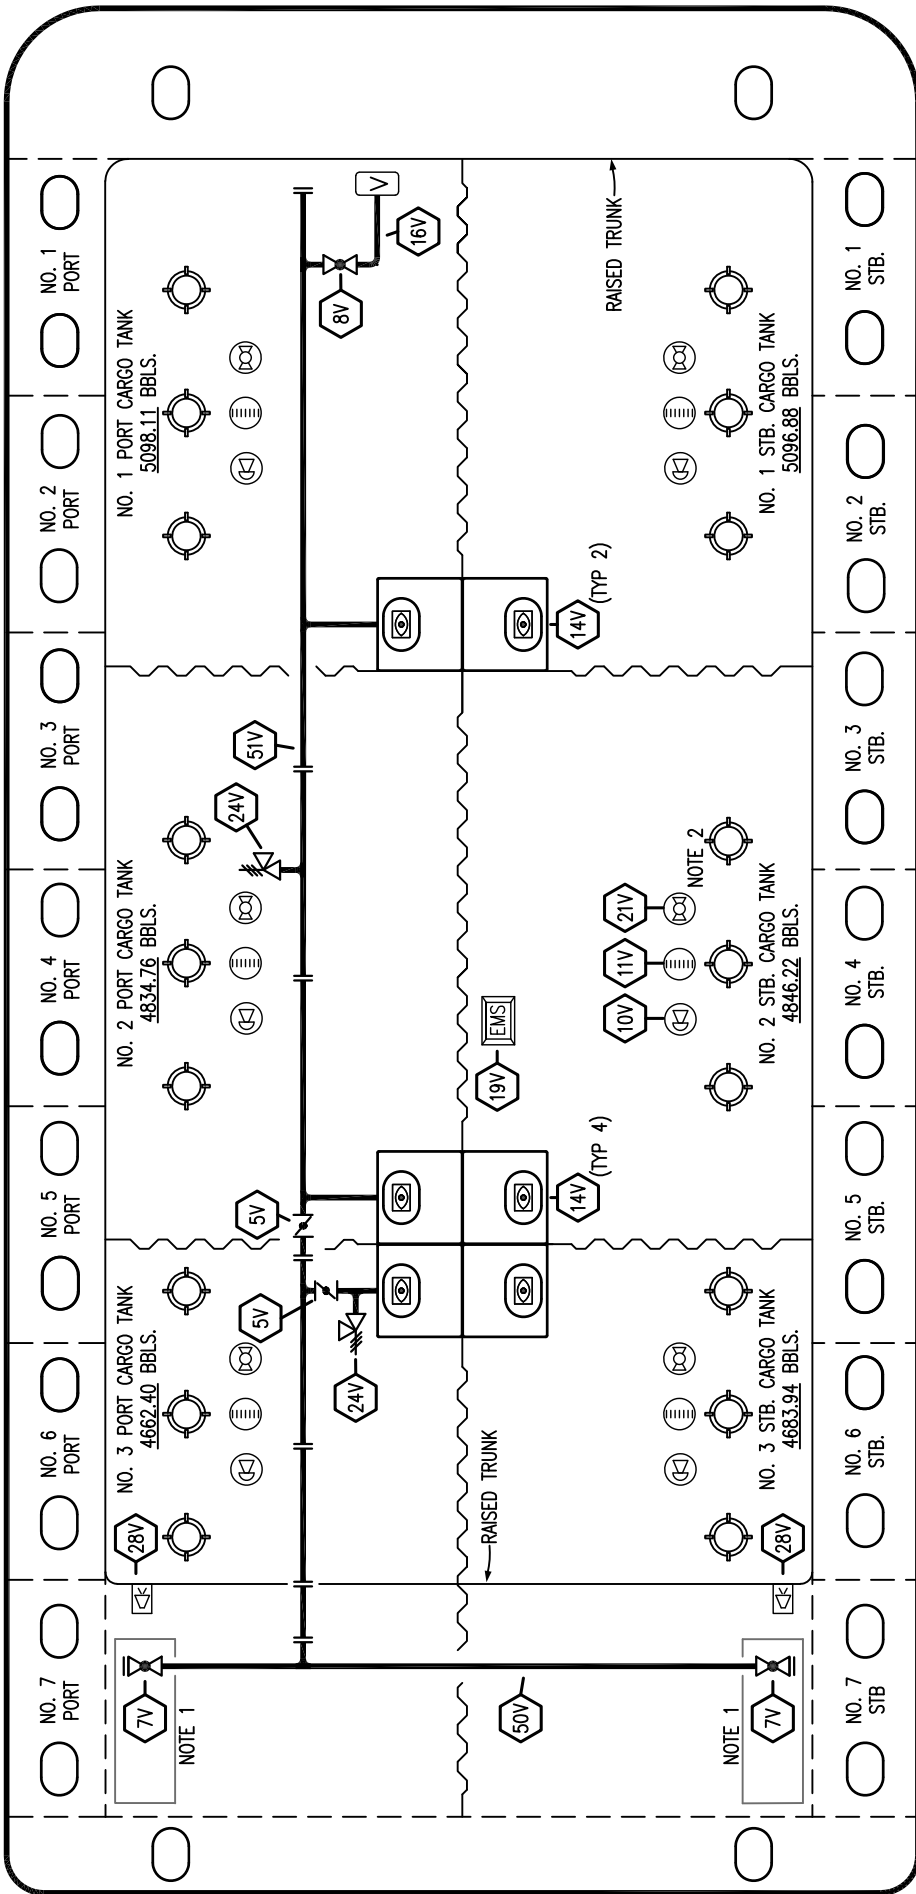 NO. 1
PORT
NO. 2
PORT
NO. 3
PORT
NO. 4
PORT
NO. 5
PORT
NO. 6
PORT
NO. 7
PORT
NO. 1 PORT CARGO TANK
5098.11 BBLS.
NO. 2 PORT CARGO TANK
4834.76 BBLS.
NO. 3 PORT CARGO TANK
4662.40 BBLS.
V
16V
8V
51V
24V
5V
5V
24V
28V
7V
NOTE 1
RAISED TRUNK
14V
(TYP 2)
EMS
19V
14V
(TYP 4)
21V
11V
10V
NOTE 2
RAISED TRUNK
50V
28V
7V
NOTE 1
NO. 1 STB. CARGO TANK
5096.88 BBLS.
NO. 2 STB. CARGO TANK
4846.22 BBLS.
NO. 3 STB. CARGO TANK
4683.94 BBLS.
NO. 1
STB.
NO. 2
STB.
NO. 3
STB.
NO. 4
STB.
NO. 5
STB.
NO. 6
STB.
NO. 7
STB